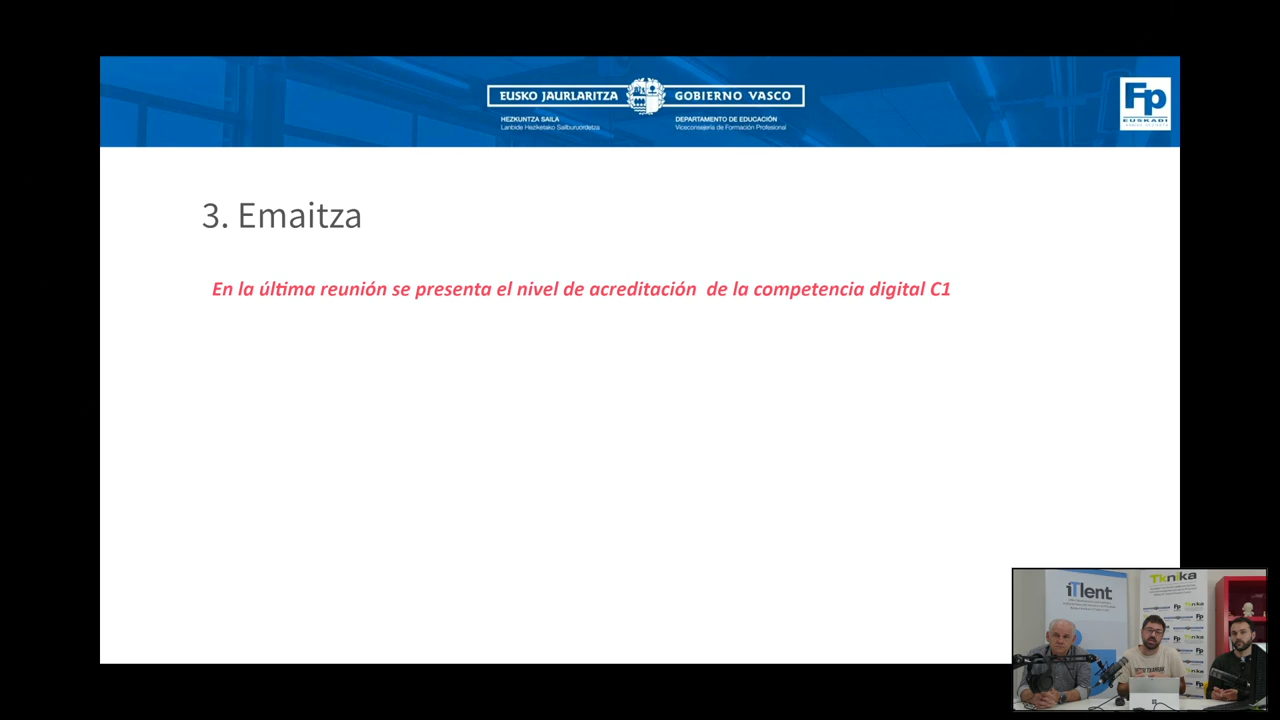 EUSKO JAURLARITZA
GOBIERNO VASCO
HEZKUNTZA SAILA
Lanbide Heziketako Sailburuordetza
DEPARTAMENTO DE EDUCACIÓN
Viceconsejería de Formación Profesional
Fp
EUSKADI
3. Emaitza
En la última reunión se presenta el nivel de acreditación de la competencia digital C1
iTlent
Tknika